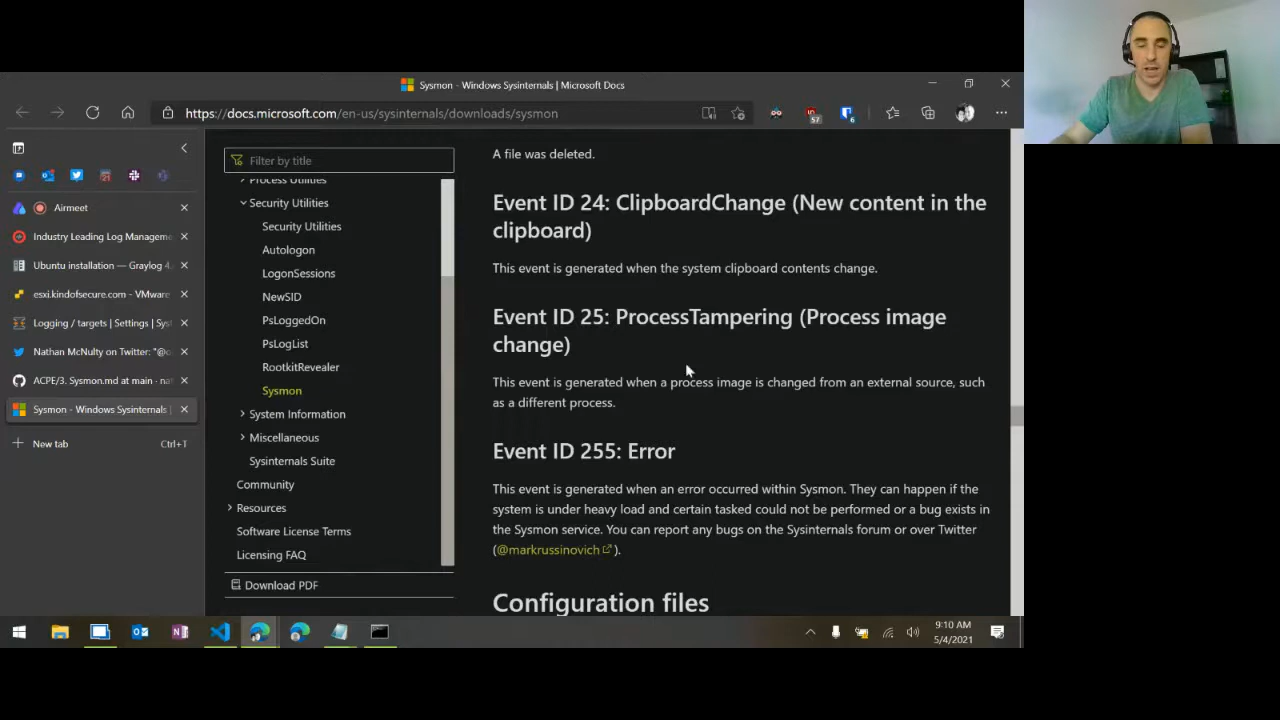 Sysmon - Windows Sysinternals | Microsoft Docs
https://docs.microsoft.com/en-us/sysinternals/downloads/sysmon
57
6
Airmeet
Industry Leading Log Managem
Ubuntu installation — Graylog 4.
esxi.kindofsecure.com - VMware
Logging / targets | Settings | Syst
Nathan McNulty on Twitter: "@o
ACPE/3. Sysmon.md at main · na
Sysmon - Windows Sysinternals |
New tab
Ctrl+T
Filter by title
Process Utilities
Security Utilities
Security Utilities
Autologon
LogonSessions
NewSID
PsLoggedOn
PsLogList
RootkitRevealer
Sysmon
System Information
Miscellaneous
Sysinternals Suite
Community
Resources
Software License Terms
Licensing FAQ
Download PDF
A file was deleted.
Event ID 24: ClipboardChange (New content in the
clipboard)
This event is generated when the system clipboard contents change.
Event ID 25: ProcessTampering (Process image
change)
This event is generated when a process image is changed from an external source, such
as a different process.
Event ID 255: Error
This event is generated when an error occurred within Sysmon. They can happen if the
system is under heavy load and certain tasked could not be performed or a bug exists in
the Sysmon service. You can report any bugs on the Sysinternals forum or over Twitter
(@markrussinovich).
Configuration files
9:10 AM
5/4/2021